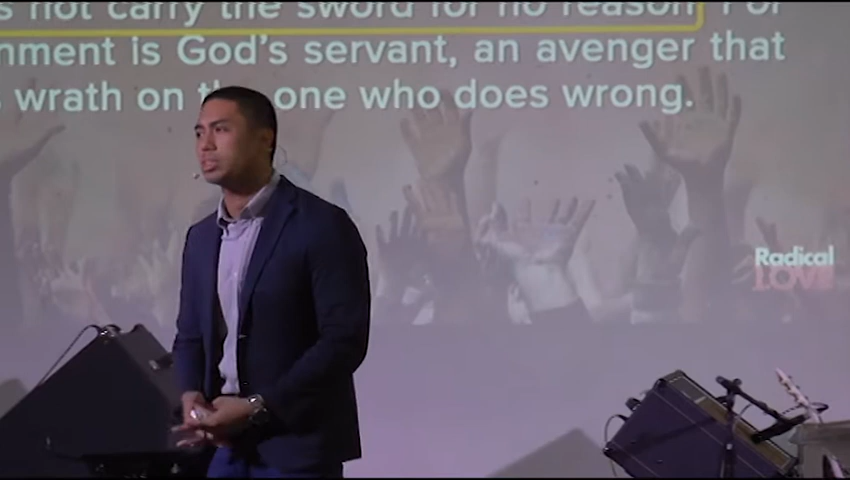 s not carry the sword for no reason. For
nment is God's servant, an avenger that
s wrath on the one who does wrong.
Radical
LOVE